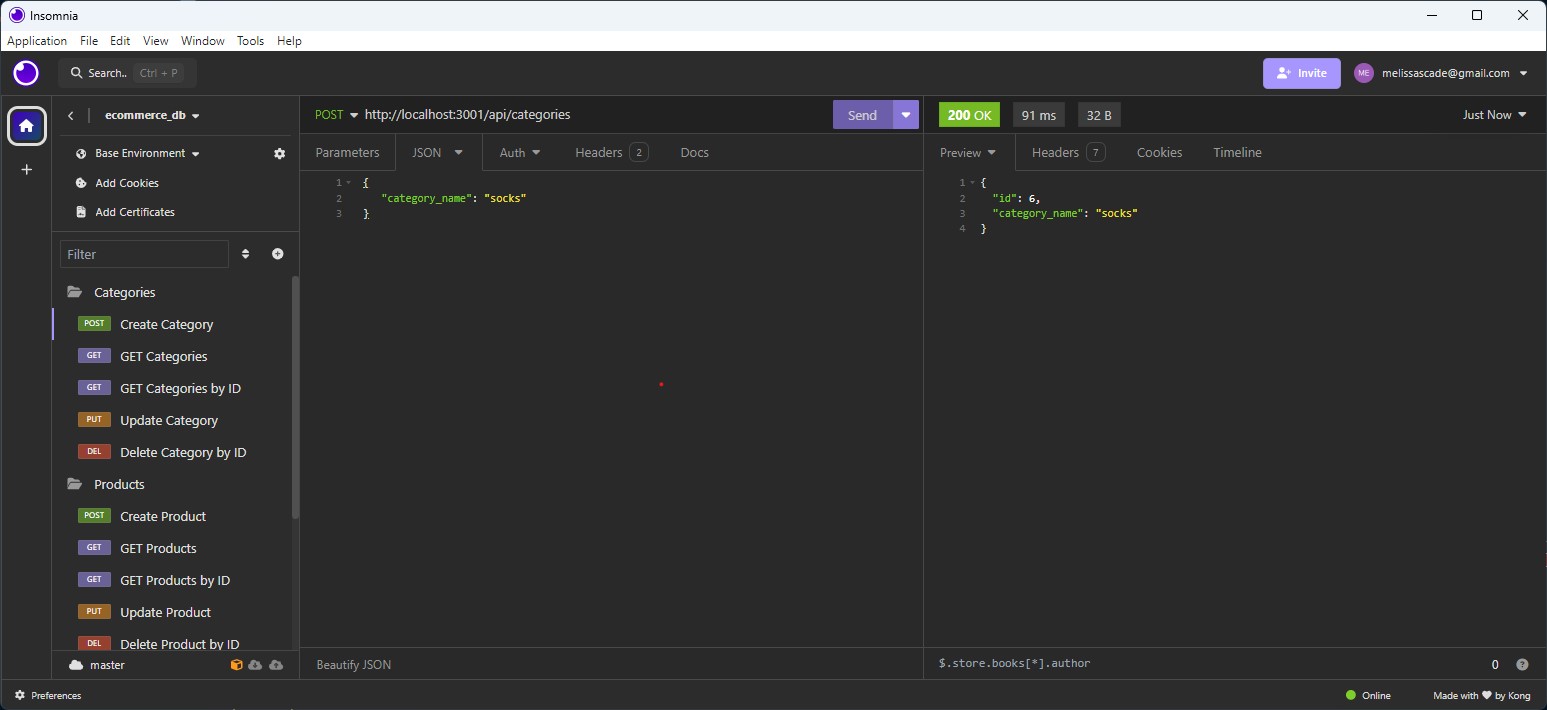 Insomnia
Application File Edit View Window Tools Help
Search.. Ctrl + P Invite ME melissascade@gmail.com
ecommerce_db POST http://localhost:3001/api/categories Send 200 OK 91 ms 32 B Just Now
Base Environment Parameters JSON Auth Headers 2 Docs Preview Headers 7 Cookies Timeline
Add Cookies
Add Certificates
1 {
2 "category_name": "socks"
3 }
1 {
2 "id": 6,
3 "category_name": "socks"
4 }
Filter
Categories
POST Create Category
GET GET Categories
GET GET Categories by ID
PUT Update Category
DEL Delete Category by ID
Products
POST Create Product
GET GET Products
GET GET Products by ID
PUT Update Product
DEL Delete Product by ID
master Beautify JSON $.store.books[*].author 0 ?
Preferences Online Made with ❤ by Kong